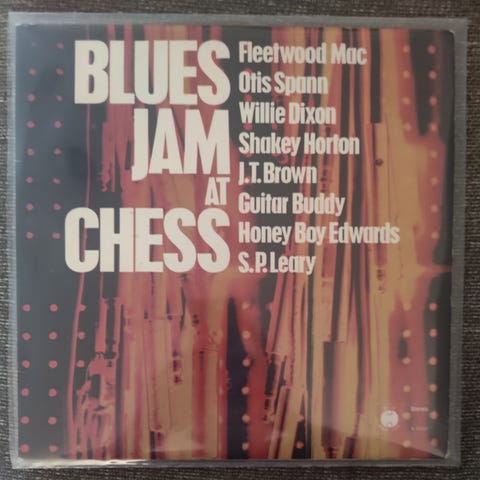 BLUES
JAM
AT
CHESS
Fleetwood Mac
Otis Spann
Willie Dixon
Shakey Horton
J.T. Brown
Guitar Buddy
Honey Boy Edwards
S.P. Leary
Stereo